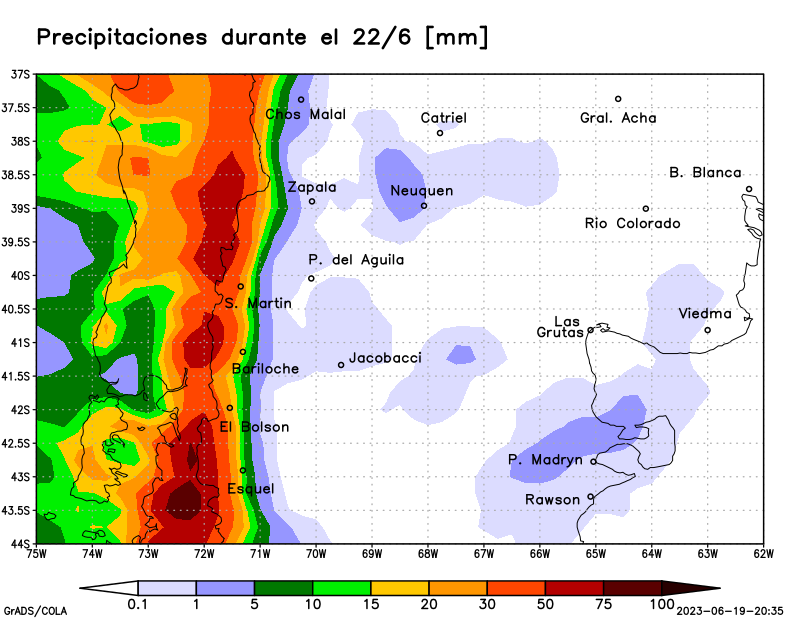 Precipitaciones durante el 22/6 [mm]
37S
37.5S
Chos Malal
Catriel
Gral. Acha
38S
38.5S
B. Blanca
Zapala
Neuquen
39S
Rio Colorado
39.5S
P. del Aguila
40S
S. Martin
40.5S
Viedma
Las
Grutas
41S
Jacobacci
Bariloche
41.5S
42S
El Bolson
42.5S
P. Madryn
43S
Esquel
Rawson
43.5S
44S
75W 74W 73W 72W 71W 70W 69W 68W 67W 66W 65W 64W 63W 62W
0.1 1 5 10 15 20 30 50 75 100
GrADS/COLA
2023-06-19-20:35